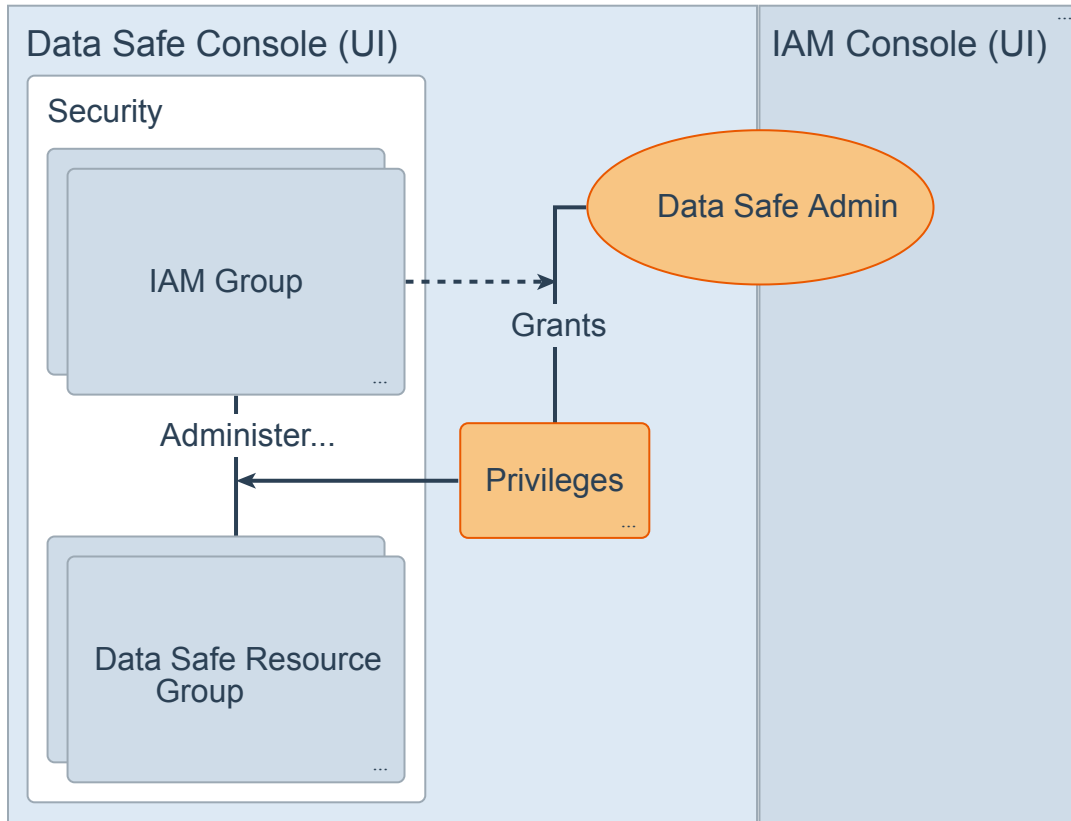 Data Safe Console (UI)
IAM Console (UI)
...
Security
Data Safe Admin
IAM Group
...
Grants
Administer...
Privileges
...
Data Safe Resource
Group
...